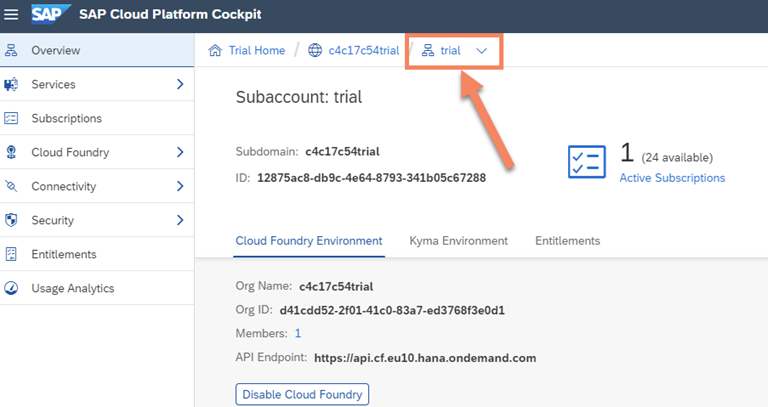 SAP SAP Cloud Platform Cockpit
Overview
Services
Subscriptions
Cloud Foundry
Connectivity
Security
Entitlements
Usage Analytics
Trial Home / c4c17c54trial / trial
Subaccount: trial
Subdomain: c4c17c54trial
ID: 12875ac8-db9c-4e64-8793-341b05c67288
1 (24 available)
Active Subscriptions
Cloud Foundry Environment Kyma Environment Entitlements
Org Name: c4c17c54trial
Org ID: d41cdd52-2f01-41c0-83a7-ed3768f3e0d1
Members: 1
API Endpoint: https://api.cf.eu10.hana.ondemand.com
Disable Cloud Foundry